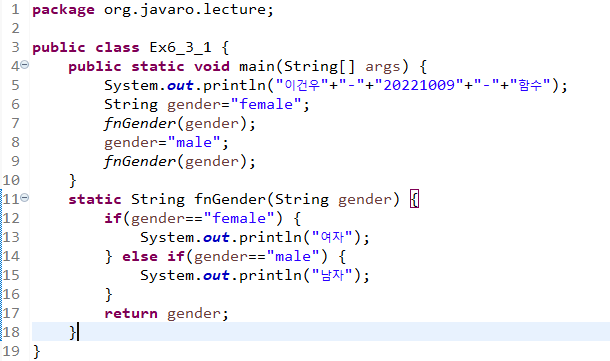 1 package org.javaro.lecture;
2
3 public class Ex6_3_1 {
4     public static void main(String[] args) {
5         System.out.println("이건우"+"-"+"20221009"+"-"+"함수");
6         String gender="female";
7         fnGender(gender);
8         gender="male";
9         fnGender(gender);
10     }
11     static String fnGender(String gender) {
12         if(gender=="female") {
13             System.out.println("여자");
14         } else if(gender=="male") {
15             System.out.println("남자");
16         }
17         return gender;
18     }
19 }